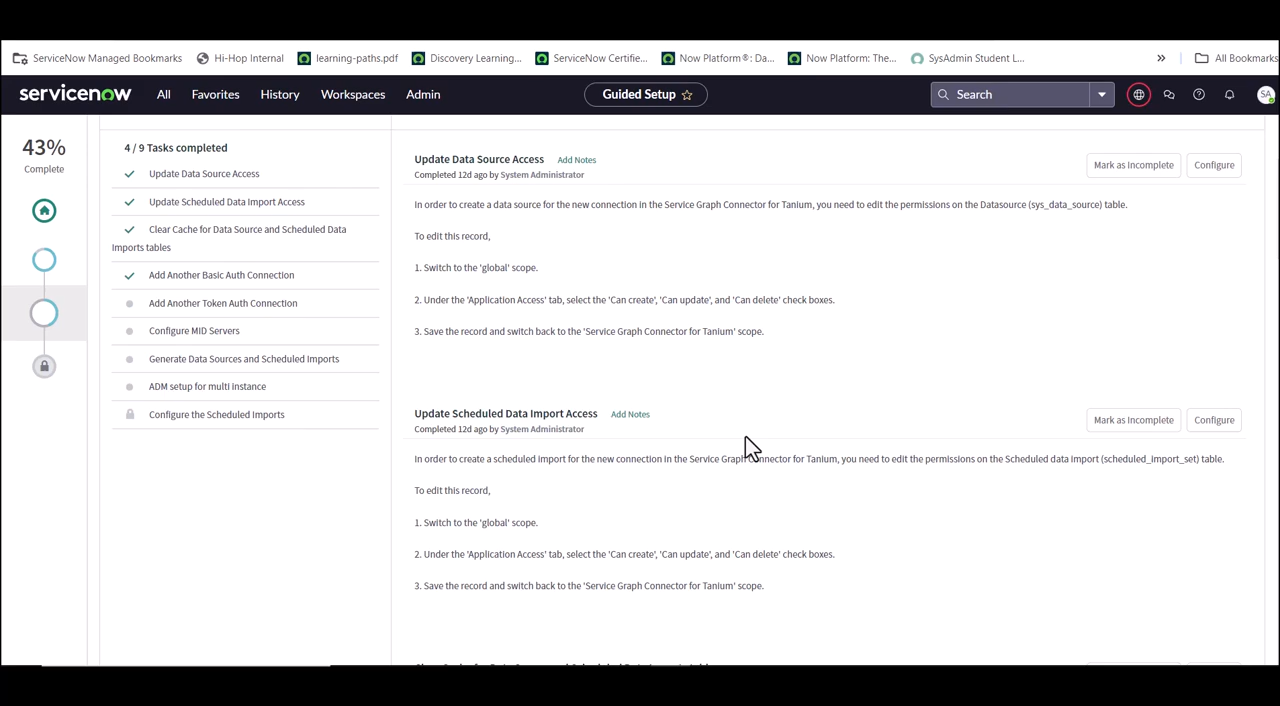 ServiceNow Managed Bookmarks Hi-Hop Internal learning-paths.pdf Discovery Learning... ServiceNow Certifie... Now Platform®: Da... Now Platform: The... SysAdmin Student L... » All Bookmarks
servicenow All Favorites History Workspaces Admin Guided Setup Search SA
43%
Complete
4 / 9 Tasks completed
Update Data Source Access
Update Scheduled Data Import Access
Clear Cache for Data Source and Scheduled Data
Imports tables
Add Another Basic Auth Connection
Add Another Token Auth Connection
Configure MID Servers
Generate Data Sources and Scheduled Imports
ADM setup for multi instance
Configure the Scheduled Imports
Update Data Source Access Add Notes Mark as Incomplete Configure
Completed 12d ago by System Administrator
In order to create a data source for the new connection in the Service Graph Connector for Tanium, you need to edit the permissions on the Datasource (sys_data_source) table.
To edit this record,
1. Switch to the 'global' scope.
2. Under the 'Application Access' tab, select the 'Can create', 'Can update', and 'Can delete' check boxes.
3. Save the record and switch back to the 'Service Graph Connector for Tanium' scope.
Update Scheduled Data Import Access Add Notes Mark as Incomplete Configure
Completed 12d ago by System Administrator
In order to create a scheduled import for the new connection in the Service Graph Connector for Tanium, you need to edit the permissions on the Scheduled data import (scheduled_import_set) table.
To edit this record,
1. Switch to the 'global' scope.
2. Under the 'Application Access' tab, select the 'Can create', 'Can update', and 'Can delete' check boxes.
3. Save the record and switch back to the 'Service Graph Connector for Tanium' scope.